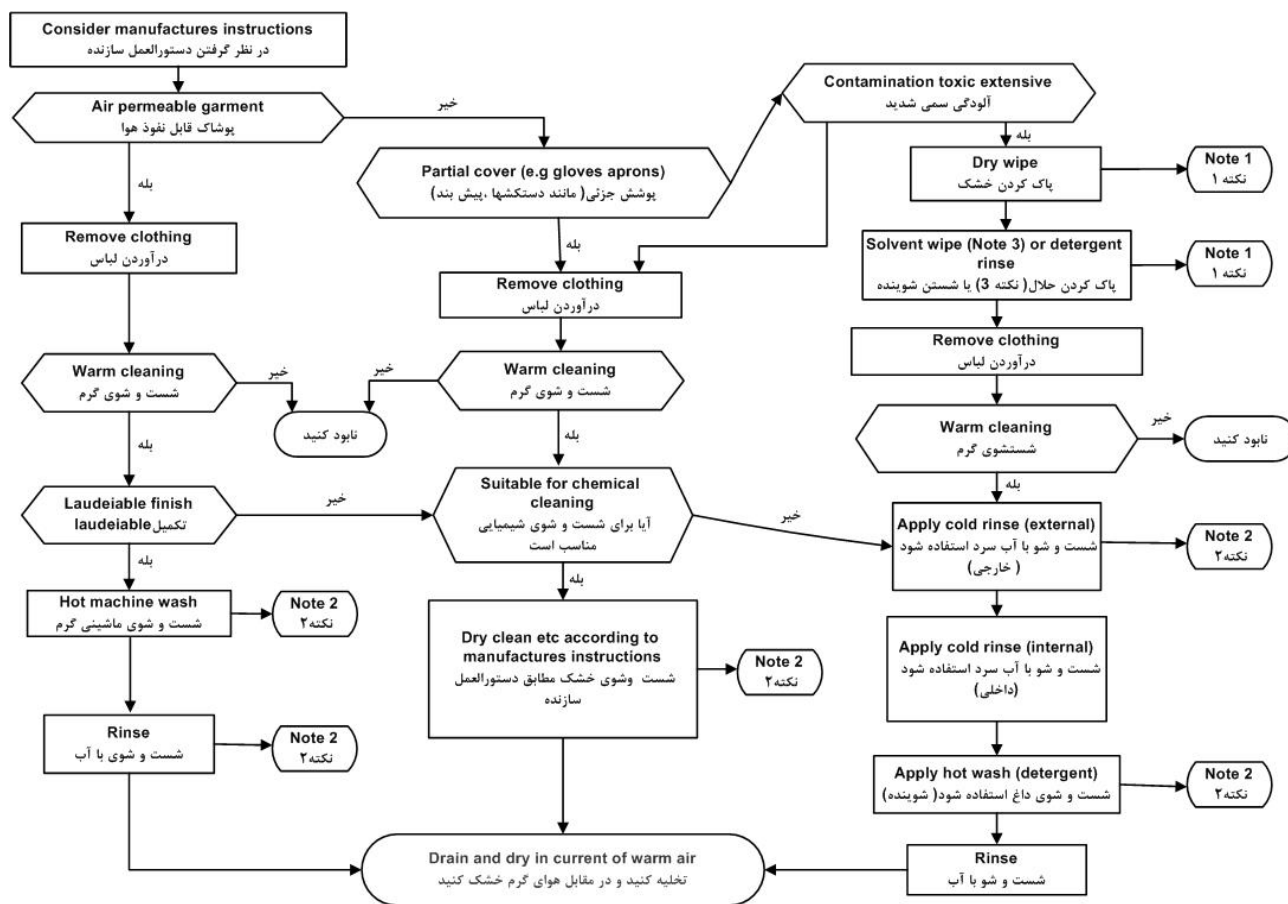 Consider manufactures instructions
در نظر گرفتن دستورالعمل سازنده
Air permeable garment
پوشاک قابل نفوذ هوا
خیر
بله
Remove clothing
درآوردن لباس
Warm cleaning
شست و شوی گرم
خیر
بله
نابود کنید
Laudeiable finish
تکمیل laudeiable
خیر
بله
Hot machine wash
شست و شوی ماشینی گرم
Note 2
نکته۲
Rinse
شست و شوی با آب
Note 2
نکته۲
Partial cover (e.g gloves aprons)
پوشش جزئی( مانند دستکشها ،پیش بند)
بله
Remove clothing
درآوردن لباس
Warm cleaning
شست و شوی گرم
خیر
بله
Suitable for chemical
cleaning
آیا برای شست و شوی شیمیایی
مناسب است
خیر
بله
Dry clean etc according to
manufactures instructions
شست وشوی خشک مطابق دستورالعمل
سازنده
Note 2
نکته۲
Drain and dry in current of warm air
تخلیه کنید و در مقابل هوای گرم خشک کنید
Contamination toxic extensive
آلودگی سمی شدید
بله
Dry wipe
پاک کردن خشک
Note 1
نکته ۱
Solvent wipe (Note 3) or detergent
rinse
پاک کردن حلال( نکته 3) یا شستن شوینده
Note 1
نکته ۱
Remove clothing
درآوردن لباس
Warm cleaning
شستشوی گرم
خیر
نابود کنید
بله
Apply cold rinse (external)
شست و شو با آب سرد استفاده شود
( خارجی)
Note 2
نکته۲
Apply cold rinse (internal)
شست و شو با آب سرد استفاده شود
(داخلی)
Apply hot wash (detergent)
شست و شوی داغ استفاده شود( شوینده)
Note 2
نکته۲
Rinse
شست و شو با آب